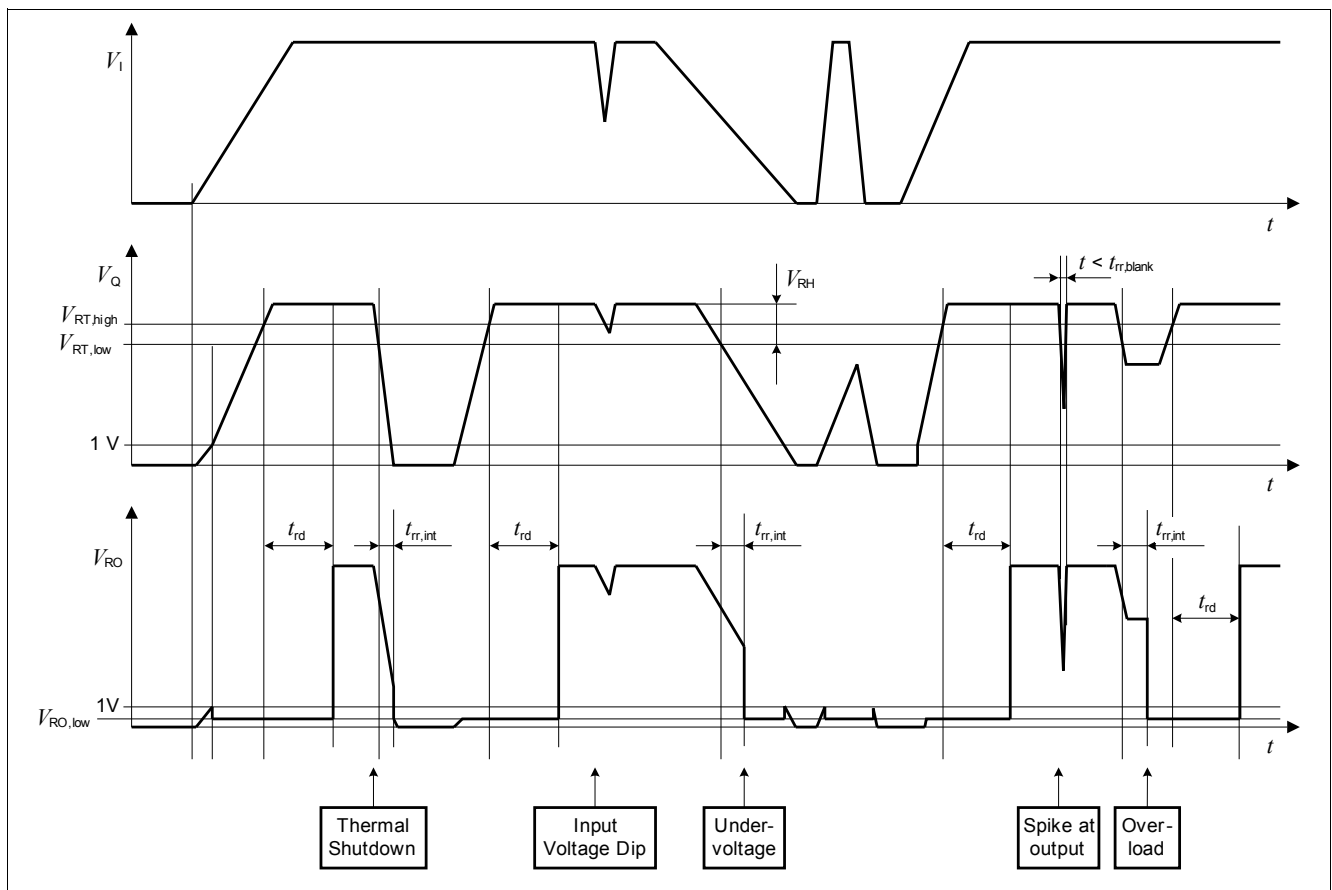 V_I
t
V_Q
V_RH
t < t_rr,blank
V_RT,high
V_RT,low
1 V
t
V_RO
t_rd
t_rr,int
t_rd
t_rr,int
t_rd
t_rr,int
t_rd
1V
V_RO,low
t
Thermal
Shutdown
Input
Voltage Dip
Under-
voltage
Spike at
output
Over-
load